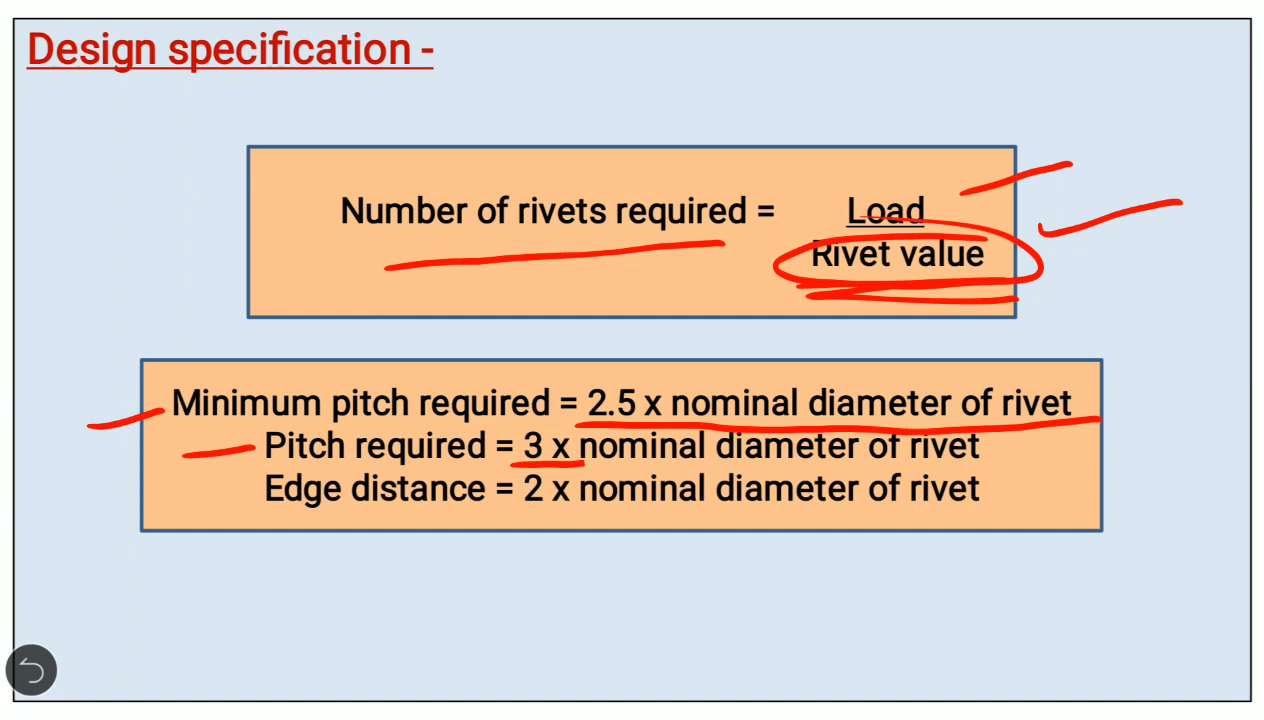 Design specification -
Number of rivets required = Load
Rivet value
Minimum pitch required = 2.5 x nominal diameter of rivet
Pitch required = 3 x nominal diameter of rivet
Edge distance = 2 x nominal diameter of rivet